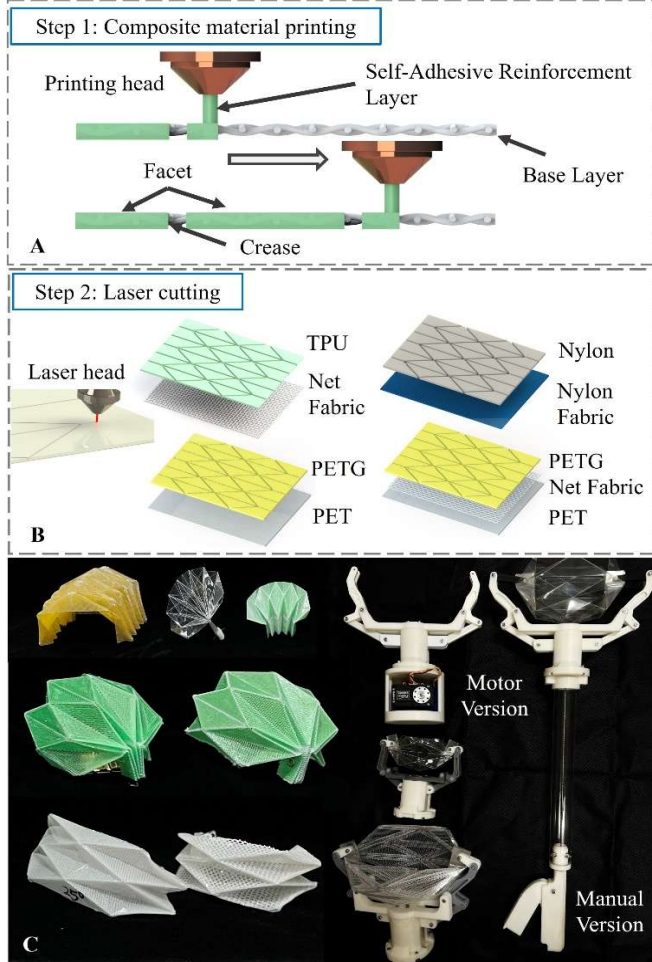 Step 1: Composite material printing
Printing head
Self-Adhesive Reinforcement
Layer
Base Layer
Facet
Crease
A
Step 2: Laser cutting
Laser head
TPU
Net
Fabric
Nylon
Nylon
Fabric
PETG
PET
PETG
Net Fabric
PET
B
Motor
Version
Manual
Version
C